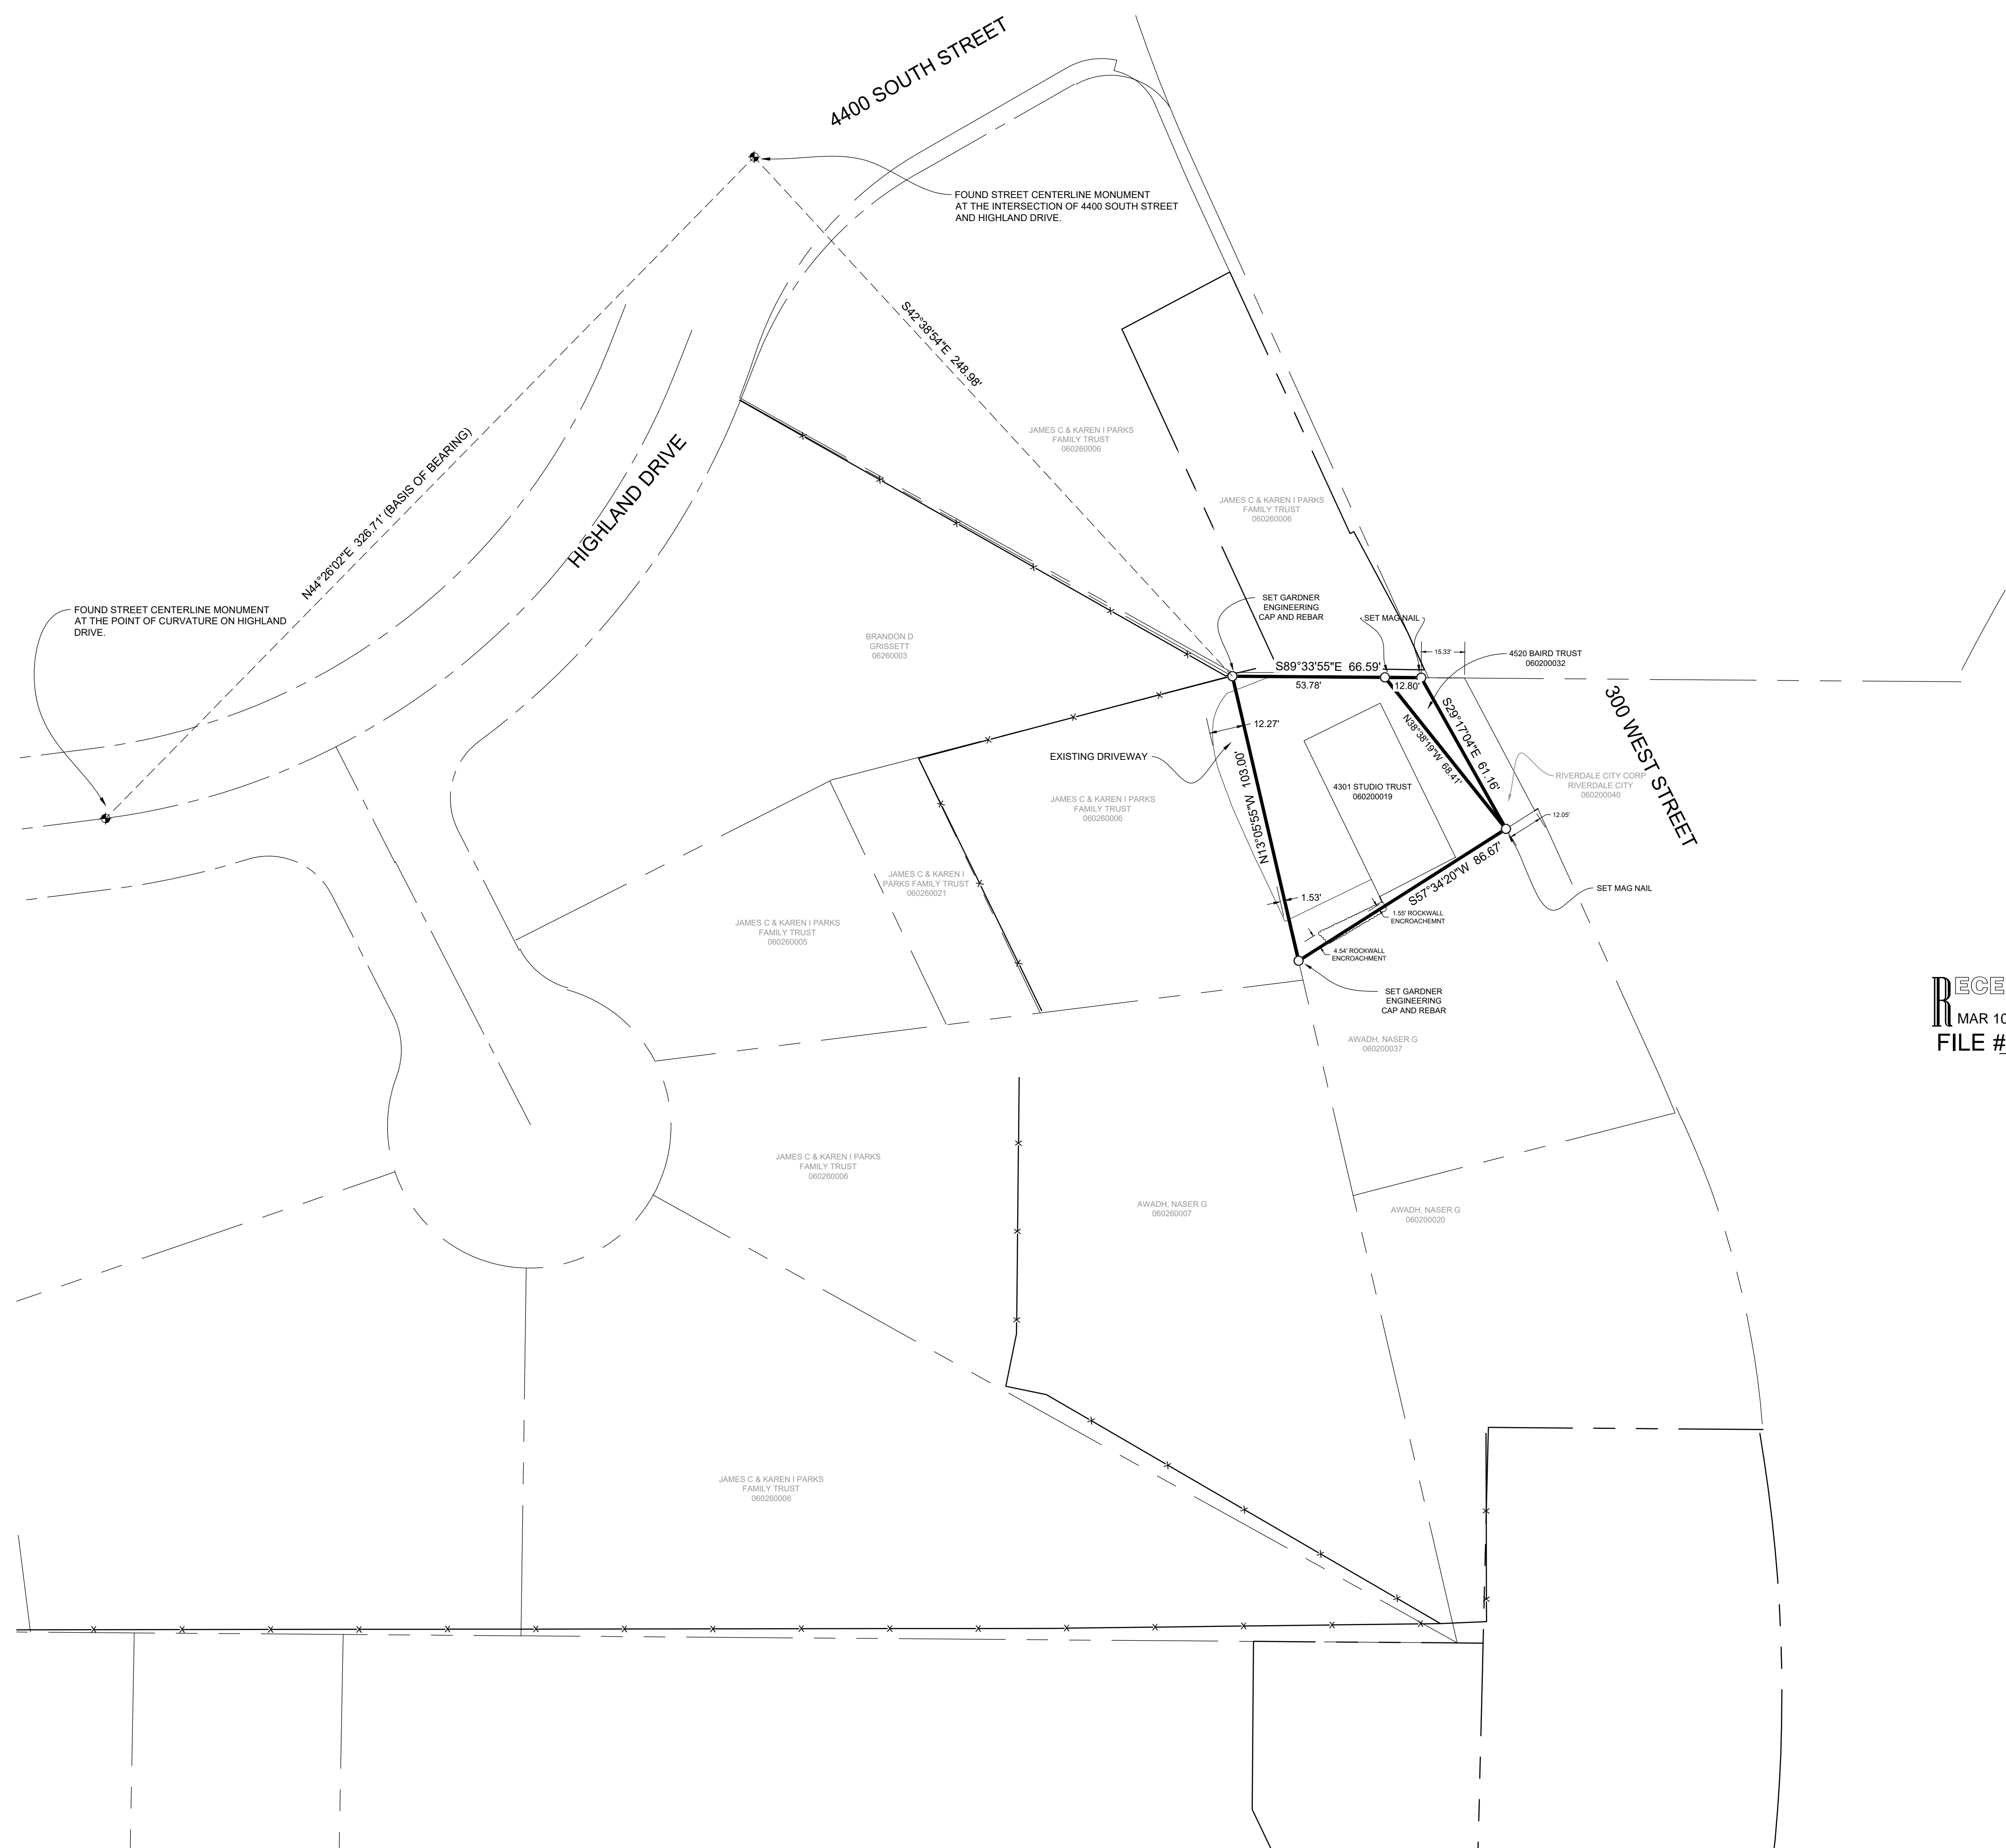 4400 SOUTH STREET
FOUND STREET CENTERLINE MONUMENT
AT THE INTERSECTION OF 4400 SOUTH STREET
AND HIGHLAND DRIVE.
S42°38'54"E 248.98'
N44°26'02"E 326.71' (BASIS OF BEARING)
HIGHLAND DRIVE
FOUND STREET CENTERLINE MONUMENT
AT THE POINT OF CURVATURE ON HIGHLAND
DRIVE.
JAMES C & KAREN I PARKS
FAMILY TRUST
060260006
JAMES C & KAREN I PARKS
FAMILY TRUST
060260006
BRANDON D
GRISSETT
06260003
SET GARDNER
ENGINEERING
CAP AND REBAR
SET MAG NAIL
15.33'
4520 BAIRD TRUST
060200032
S89°33'55"E 66.59'
53.78'
12.80'
300 WEST STREET
12.27'
EXISTING DRIVEWAY
N13°05'55"W 103.00'
N38°38'19"W 68.41'
S29°17'04"E 61.16'
4301 STUDIO TRUST
060200019
RIVERDALE CITY CORP
RIVERDALE CITY
060200040
12.05'
JAMES C & KAREN I PARKS
FAMILY TRUST
060260006
S57°34'20"W 86.67'
SET MAG NAIL
JAMES C & KAREN I
PARKS FAMILY TRUST
060260021
1.53'
1.55' ROCKWALL
ENCROACHEMNT
JAMES C & KAREN I PARKS
FAMILY TRUST
060260005
4.54' ROCKWALL
ENCROACHMENT
SET GARDNER
ENGINEERING
CAP AND REBAR
RECE
MAR 10
FILE #
AWADH, NASER G
060200037
JAMES C & KAREN I PARKS
FAMILY TRUST
060260006
AWADH, NASER G
060260007
AWADH, NASER G
060200020
JAMES C & KAREN I PARKS
FAMILY TRUST
060260006